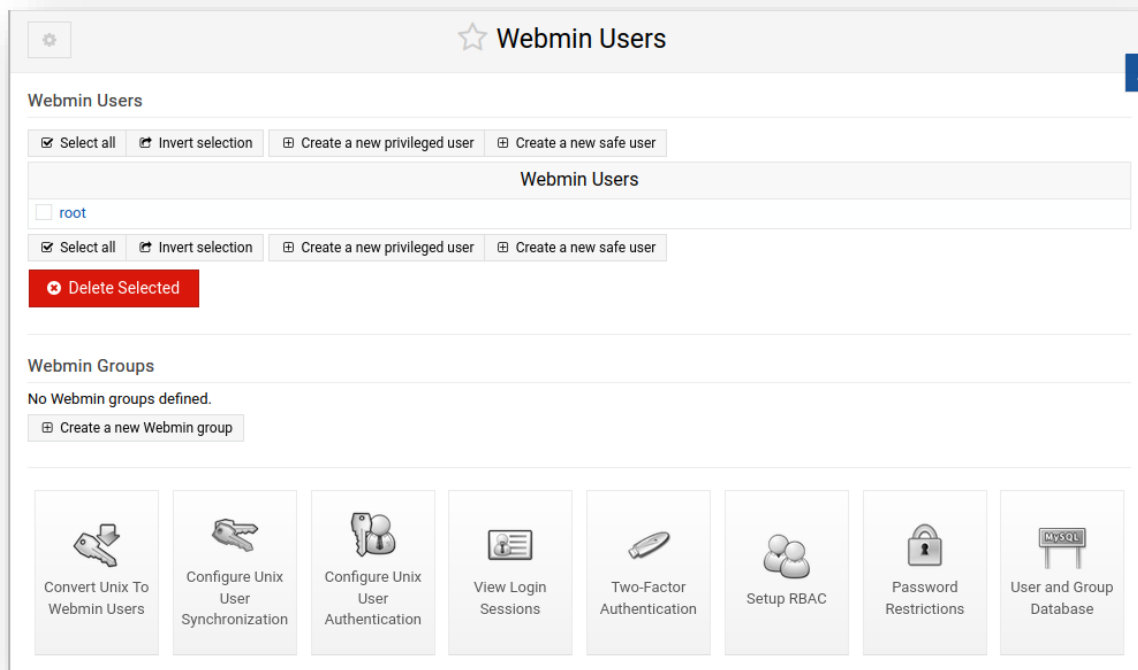 Webmin Users
Webmin Users
Select all Invert selection Create a new privileged user Create a new safe user
Webmin Users
root
Select all Invert selection Create a new privileged user Create a new safe user
Delete Selected
Webmin Groups
No Webmin groups defined.
Create a new Webmin group
Convert Unix To
Webmin Users
Configure Unix
User
Synchronization
Configure Unix
User
Authentication
View Login
Sessions
Two-Factor
Authentication
Setup RBAC
Password
Restrictions
MySQL
User and Group
Database